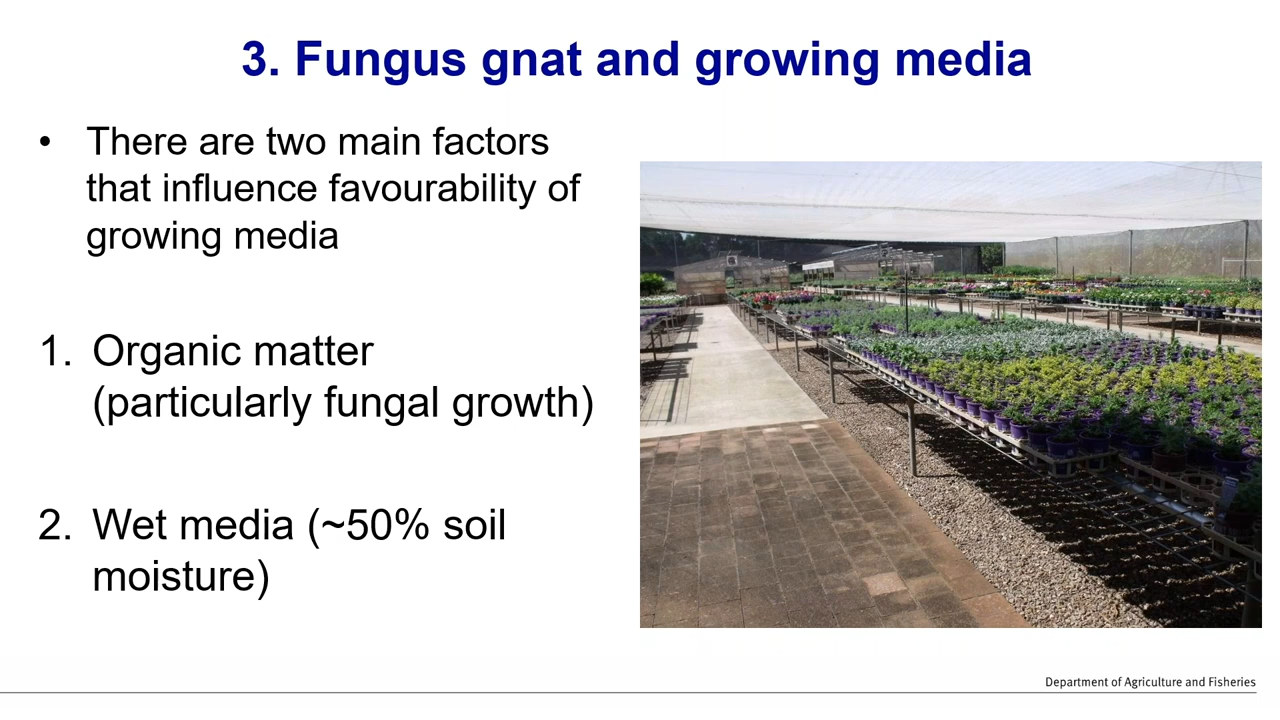 3. Fungus gnat and growing media
• There are two main factors
that influence favourability of
growing media
1. Organic matter
(particularly fungal growth)
2. Wet media (~50% soil
moisture)
Department of Agriculture and Fisheries